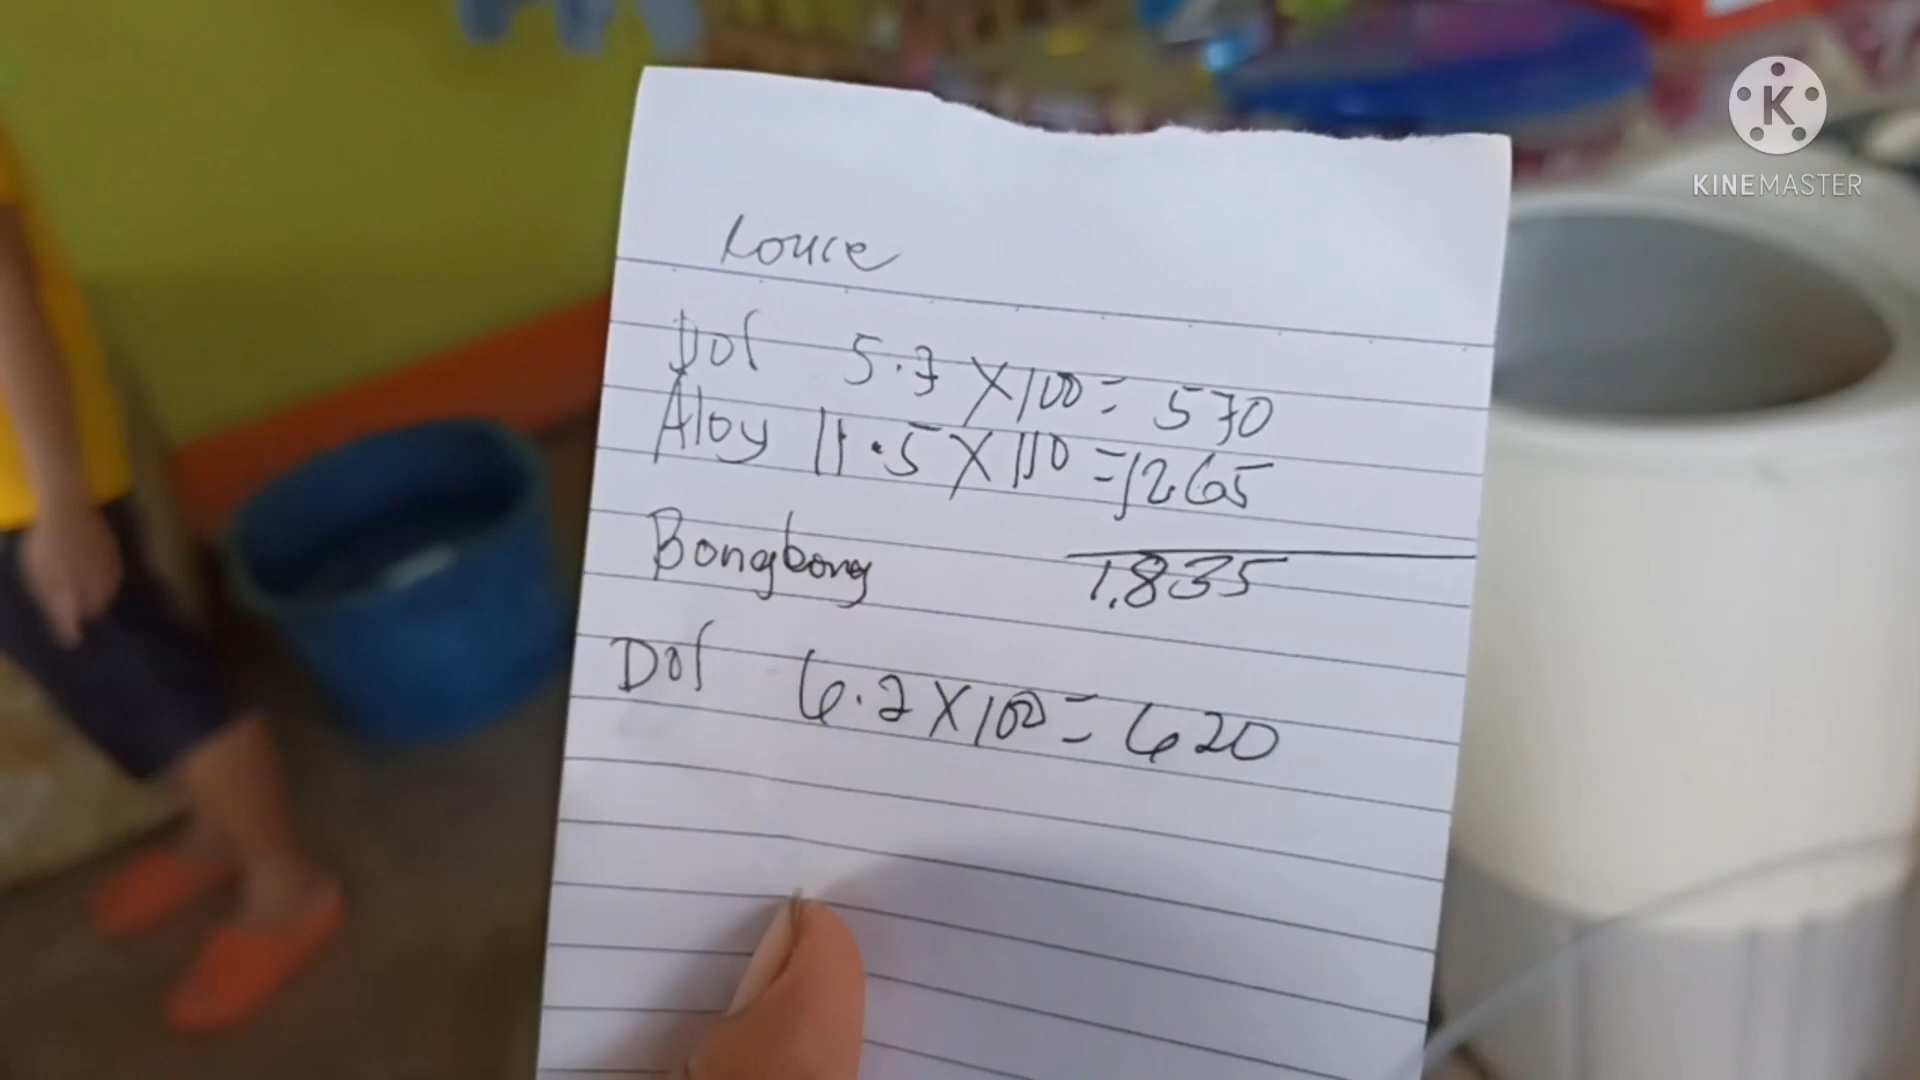 Louie
Dol 5.7 X 100 = 570
Aloy 11.5 X 110 = 1265
Bongbong 1,835
Dol 6.2 X 100 = 620
K
KINEMASTER